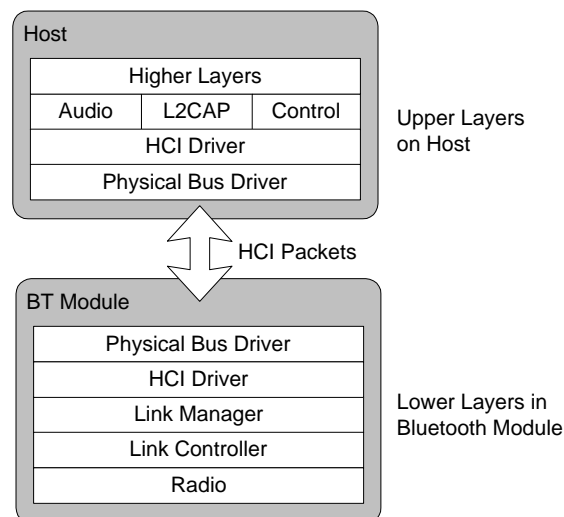 Host
Higher Layers
Audio
L2CAP
Control
HCI Driver
Physical Bus Driver
Upper Layers
on Host
HCI Packets
BT Module
Physical Bus Driver
HCI Driver
Link Manager
Link Controller
Radio
Lower Layers in
Bluetooth Module